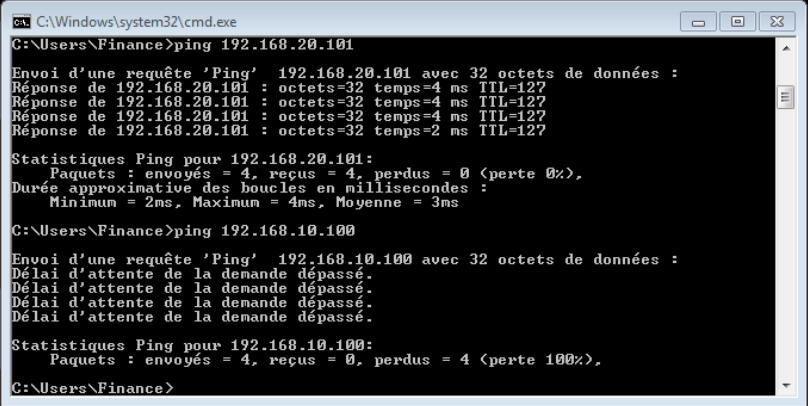 C:\Windows\system32\cmd.exe
C:\Users\Finance>ping 192.168.20.101
Envoi d'une requête 'Ping'  192.168.20.101 avec 32 octets de données :
Réponse de 192.168.20.101 : octets=32 temps=4 ms TTL=127
Réponse de 192.168.20.101 : octets=32 temps=4 ms TTL=127
Réponse de 192.168.20.101 : octets=32 temps=4 ms TTL=127
Réponse de 192.168.20.101 : octets=32 temps=2 ms TTL=127
Statistiques Ping pour 192.168.20.101:
    Paquets : envoyés = 4, reçus = 4, perdus = 0 (perte 0%),
Durée approximative des boucles en millisecondes :
    Minimum = 2ms, Maximum = 4ms, Moyenne = 3ms
C:\Users\Finance>ping 192.168.10.100
Envoi d'une requête 'Ping'  192.168.10.100 avec 32 octets de données :
Délai d'attente de la demande dépassé.
Délai d'attente de la demande dépassé.
Délai d'attente de la demande dépassé.
Délai d'attente de la demande dépassé.
Statistiques Ping pour 192.168.10.100:
    Paquets : envoyés = 4, reçus = 0, perdus = 4 (perte 100%),
C:\Users\Finance>